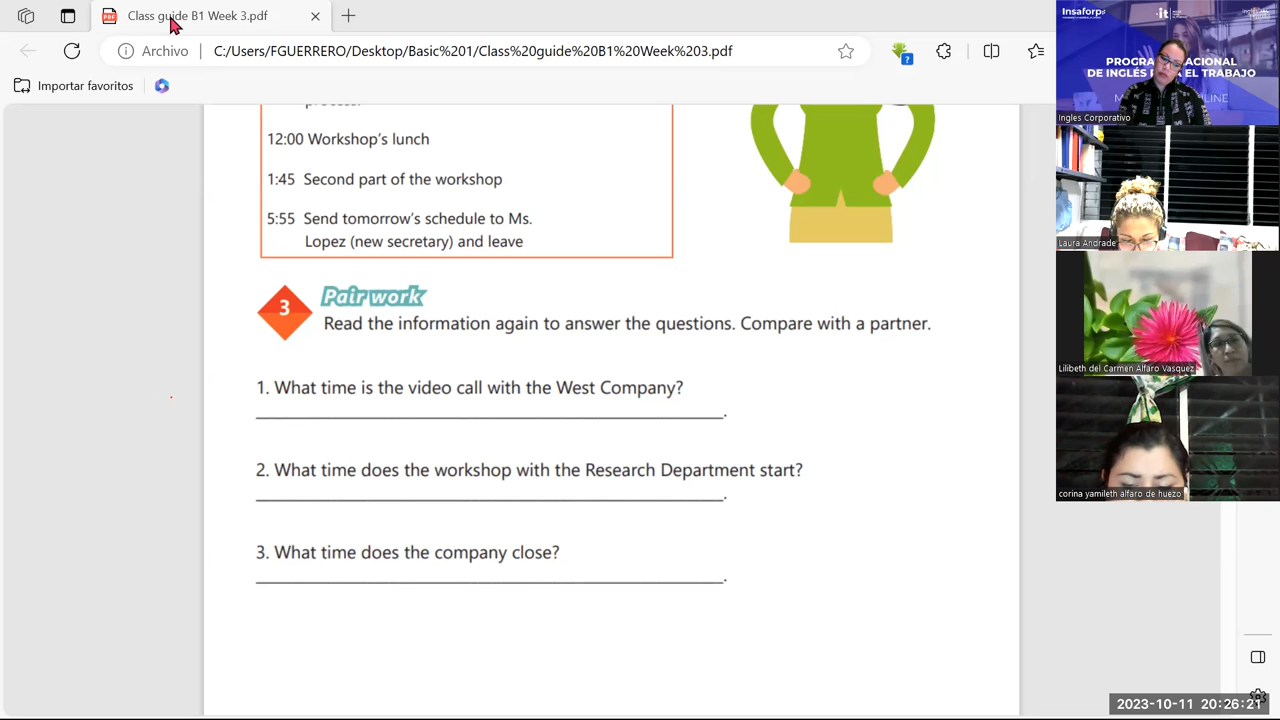 Class guide B1 Week 3.pdf
Archivo
C:/Users/FGUERRERO/Desktop/Basic%201/Class%20guide%20B1%20Week%203.pdf
Importar favoritos
12:00 Workshop's lunch
1:45 Second part of the workshop
5:55 Send tomorrow's schedule to Ms.
Lopez (new secretary) and leave
3
Pair work
Read the information again to answer the questions. Compare with a partner.
1. What time is the video call with the West Company?
2. What time does the workshop with the Research Department start?
3. What time does the company close?
Insaforp
Ingles Corporativo
Laura Andrade
Lilibeth del Carmen Alfaro Vasquez
corina yamileth alfaro de huezo
2023-10-11 20:26:21